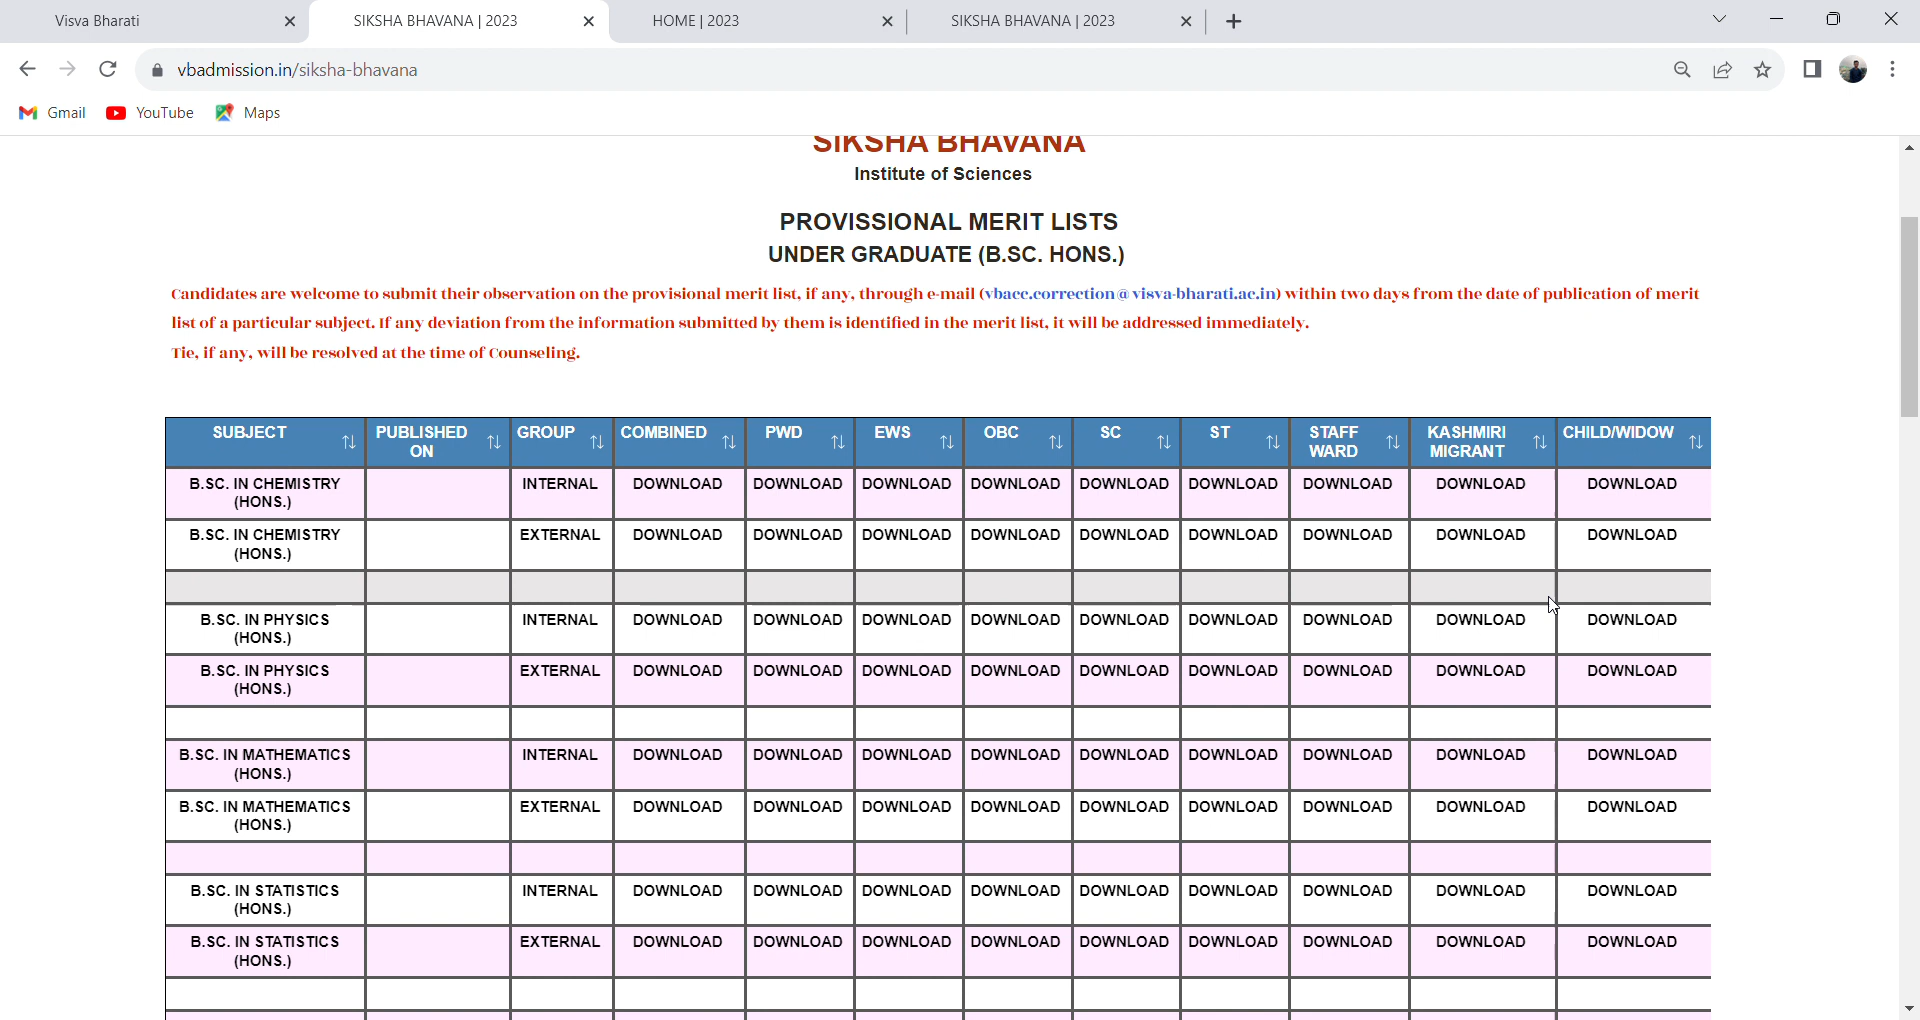 Visva Bharati
SIKSHA BHAVANA | 2023
HOME | 2023
SIKSHA BHAVANA | 2023
vbadmission.in/siksha-bhavana
Gmail
YouTube
Maps
SIKSHA BHAVANA
Institute of Sciences
PROVISSIONAL MERIT LISTS
UNDER GRADUATE (B.SC. HONS.)
Candidates are welcome to submit their observation on the provisional merit list, if any, through e-mail (vbacc.correction@visva-bharati.ac.in) within two days from the date of publication of merit
list of a particular subject. If any deviation from the information submitted by them is identified in the merit list, it will be addressed immediately.
Tie, if any, will be resolved at the time of Counseling.
SUBJECT PUBLISHED ON GROUP COMBINED PWD EWS OBC SC ST STAFF WARD KASHMIRI MIGRANT CHILD/WIDOW
B.SC. IN CHEMISTRY (HONS.) INTERNAL DOWNLOAD DOWNLOAD DOWNLOAD DOWNLOAD DOWNLOAD DOWNLOAD DOWNLOAD DOWNLOAD DOWNLOAD
B.SC. IN CHEMISTRY (HONS.) EXTERNAL DOWNLOAD DOWNLOAD DOWNLOAD DOWNLOAD DOWNLOAD DOWNLOAD DOWNLOAD DOWNLOAD DOWNLOAD
B.SC. IN PHYSICS (HONS.) INTERNAL DOWNLOAD DOWNLOAD DOWNLOAD DOWNLOAD DOWNLOAD DOWNLOAD DOWNLOAD DOWNLOAD DOWNLOAD
B.SC. IN PHYSICS (HONS.) EXTERNAL DOWNLOAD DOWNLOAD DOWNLOAD DOWNLOAD DOWNLOAD DOWNLOAD DOWNLOAD DOWNLOAD DOWNLOAD
B.SC. IN MATHEMATICS (HONS.) INTERNAL DOWNLOAD DOWNLOAD DOWNLOAD DOWNLOAD DOWNLOAD DOWNLOAD DOWNLOAD DOWNLOAD DOWNLOAD
B.SC. IN MATHEMATICS (HONS.) EXTERNAL DOWNLOAD DOWNLOAD DOWNLOAD DOWNLOAD DOWNLOAD DOWNLOAD DOWNLOAD DOWNLOAD DOWNLOAD
B.SC. IN STATISTICS (HONS.) INTERNAL DOWNLOAD DOWNLOAD DOWNLOAD DOWNLOAD DOWNLOAD DOWNLOAD DOWNLOAD DOWNLOAD DOWNLOAD
B.SC. IN STATISTICS (HONS.) EXTERNAL DOWNLOAD DOWNLOAD DOWNLOAD DOWNLOAD DOWNLOAD DOWNLOAD DOWNLOAD DOWNLOAD DOWNLOAD